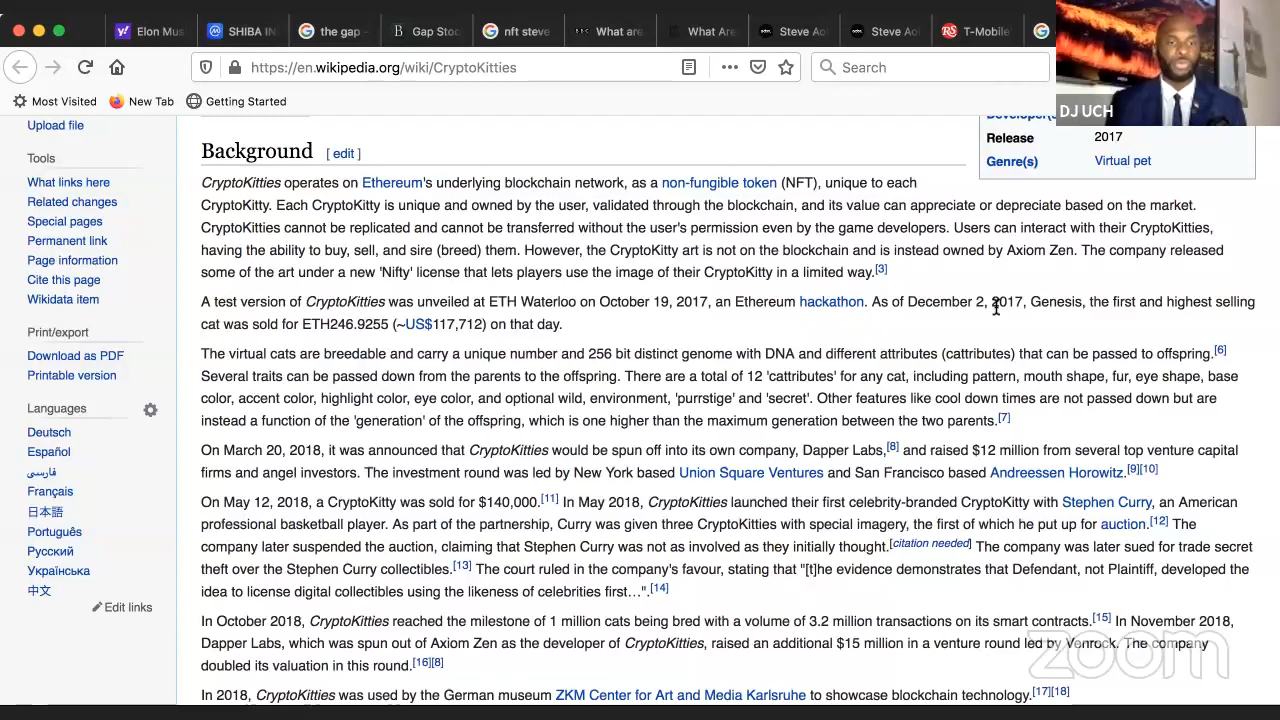 Elon Mus
SHIBA IN
the gap -
Gap Stoc
nft steve
What are
What Are
Steve Ao
Steve Ao
T-Mobile
https://en.wikipedia.org/wiki/CryptoKitties
Search
Most Visited
New Tab
Getting Started
DJ UCH
Upload file
Tools
What links here
Related changes
Special pages
Permanent link
Page information
Cite this page
Wikidata item
Print/export
Download as PDF
Printable version
Languages
Deutsch
Español
فارسی
Français
日本語
Português
Русский
Українська
中文
Edit links
Developer(s)
Release 2017
Genre(s) Virtual pet
Background [ edit ]
CryptoKitties operates on Ethereum's underlying blockchain network, as a non-fungible token (NFT), unique to each
CryptoKitty. Each CryptoKitty is unique and owned by the user, validated through the blockchain, and its value can appreciate or depreciate based on the market.
CryptoKitties cannot be replicated and cannot be transferred without the user's permission even by the game developers. Users can interact with their CryptoKitties,
having the ability to buy, sell, and sire (breed) them. However, the CryptoKitty art is not on the blockchain and is instead owned by Axiom Zen. The company released
some of the art under a new 'Nifty' license that lets players use the image of their CryptoKitty in a limited way.[3]
A test version of CryptoKitties was unveiled at ETH Waterloo on October 19, 2017, an Ethereum hackathon. As of December 2, 2017, Genesis, the first and highest selling
cat was sold for ETH246.9255 (~US$117,712) on that day.
The virtual cats are breedable and carry a unique number and 256 bit distinct genome with DNA and different attributes (cattributes) that can be passed to offspring.[6]
Several traits can be passed down from the parents to the offspring. There are a total of 12 'cattributes' for any cat, including pattern, mouth shape, fur, eye shape, base
color, accent color, highlight color, eye color, and optional wild, environment, 'purrstige' and 'secret'. Other features like cool down times are not passed down but are
instead a function of the 'generation' of the offspring, which is one higher than the maximum generation between the two parents.[7]
On March 20, 2018, it was announced that CryptoKitties would be spun off into its own company, Dapper Labs,[8] and raised $12 million from several top venture capital
firms and angel investors. The investment round was led by New York based Union Square Ventures and San Francisco based Andreessen Horowitz.[9][10]
On May 12, 2018, a CryptoKitty was sold for $140,000.[11] In May 2018, CryptoKitties launched their first celebrity-branded CryptoKitty with Stephen Curry, an American
professional basketball player. As part of the partnership, Curry was given three CryptoKitties with special imagery, the first of which he put up for auction.[12] The
company later suspended the auction, claiming that Stephen Curry was not as involved as they initially thought.[citation needed] The company was later sued for trade secret
theft over the Stephen Curry collectibles.[13] The court ruled in the company's favour, stating that "[t]he evidence demonstrates that Defendant, not Plaintiff, developed the
idea to license digital collectibles using the likeness of celebrities first…".[14]
In October 2018, CryptoKitties reached the milestone of 1 million cats being bred with a volume of 3.2 million transactions on its smart contracts.[15] In November 2018,
Dapper Labs, which was spun out of Axiom Zen as the developer of CryptoKitties, raised an additional $15 million in a venture round led by Venrock. The company
doubled its valuation in this round.[16][8]
In 2018, CryptoKitties was used by the German museum ZKM Center for Art and Media Karlsruhe to showcase blockchain technology.[17][18]
zoom